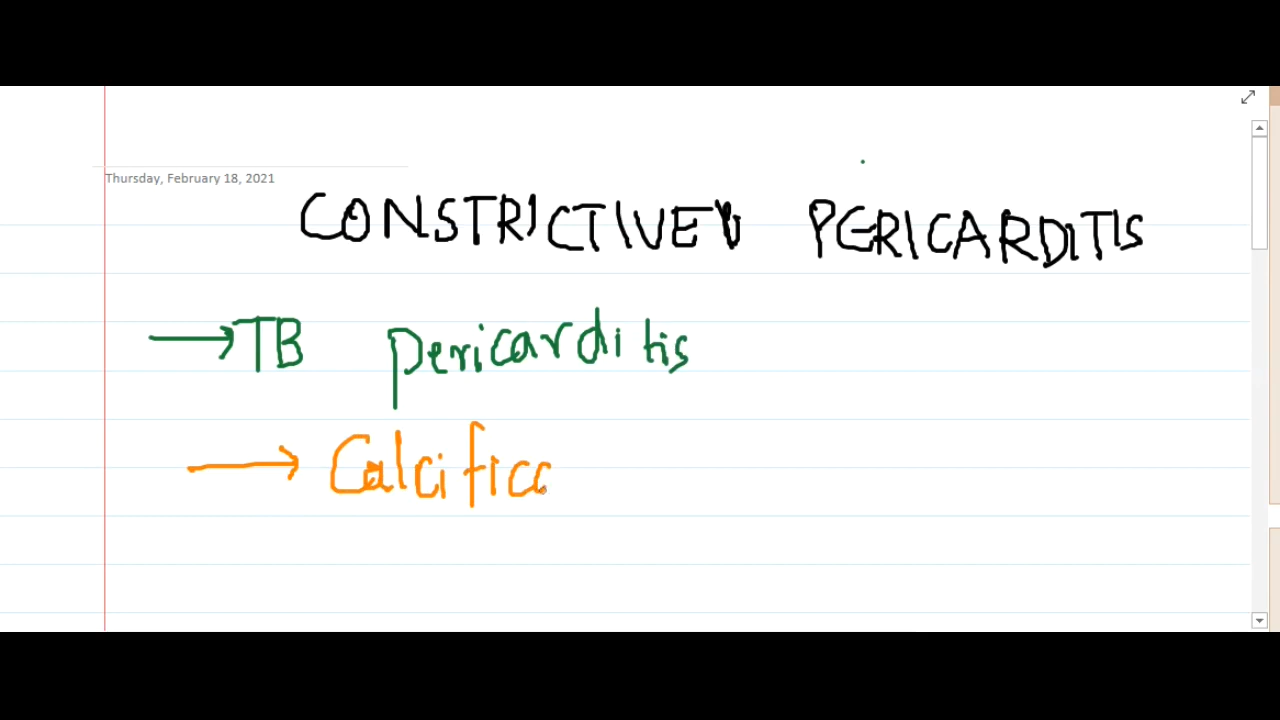 Thursday, February 18, 2021
CONSTRICTIVE PERICARDITIS
→TB pericarditis
→ Calcifica